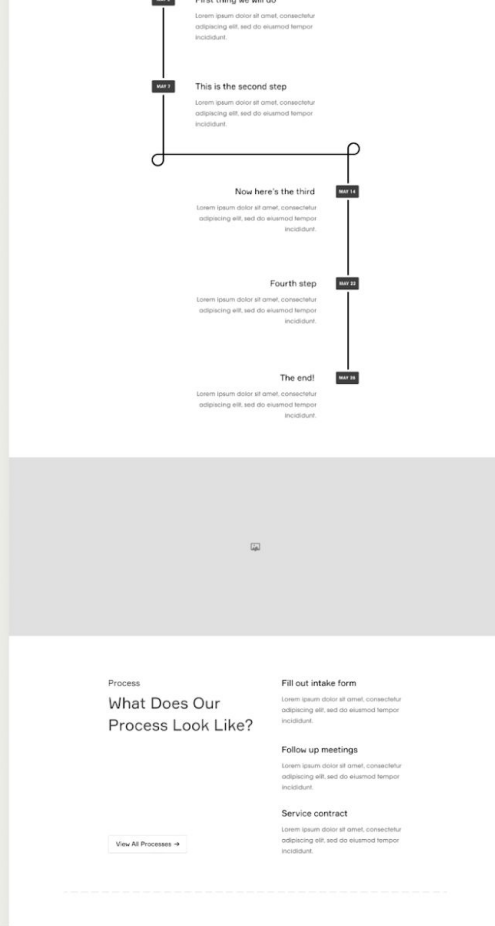 First thing we will do
Lorem ipsum dolor sit amet, consectetur
adipiscing elit, sed do eiusmod tempor
incididunt.
MAY 7
This is the second step
Lorem ipsum dolor sit amet, consectetur
adipiscing elit, sed do eiusmod tempor
incididunt.
Now here's the third
MAY 14
Lorem ipsum dolor sit amet, consectetur
adipiscing elit, sed do eiusmod tempor
incididunt.
Fourth step
MAY 22
Lorem ipsum dolor sit amet, consectetur
adipiscing elit, sed do eiusmod tempor
incididunt.
The end!
MAY
Lorem ipsum dolor sit amet, consectetur
adipiscing elit, sed do eiusmod tempor
incididunt.
Process
What Does Our
Process Look Like?
View All Processes →
Fill out intake form
Lorem ipsum dolor sit amet, consectetur
adipiscing elit, sed do eiusmod tempor
incididunt.
Follow up meetings
Lorem ipsum dolor sit amet, consectetur
adipiscing elit, sed do eiusmod tempor
incididunt.
Service contract
Lorem ipsum dolor sit amet, consectetur
adipiscing elit, sed do eiusmod tempor
incididunt.